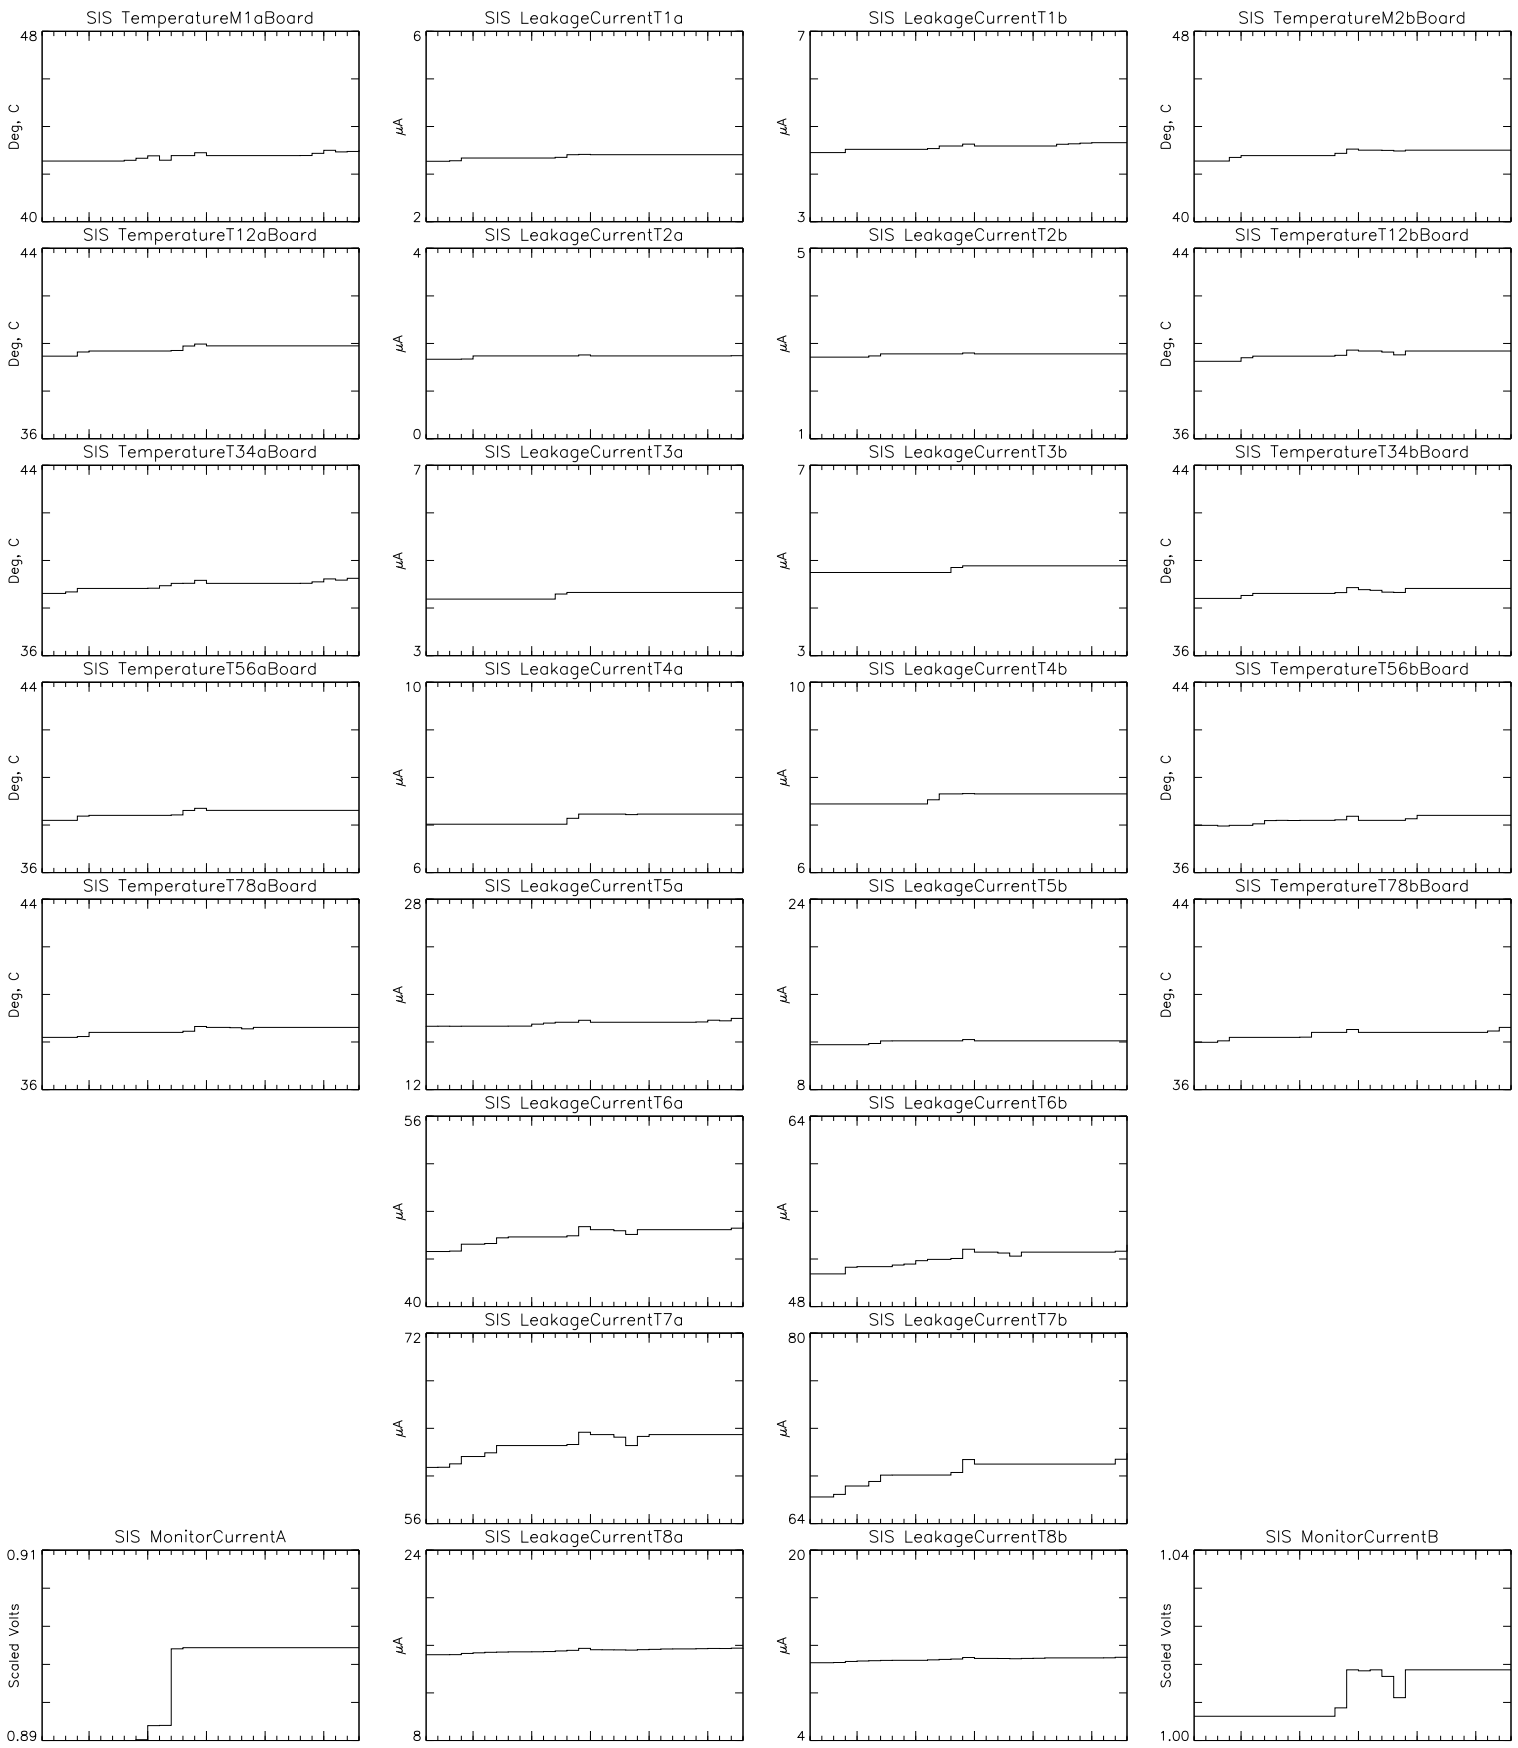 SIS TemperatureM1aBoard
48
Deg, C
40
SIS LeakageCurrentT1a
6
μA
2
SIS LeakageCurrentT1b
7
μA
3
SIS TemperatureM2bBoard
48
Deg, C
40
SIS TemperatureT12aBoard
44
Deg, C
36
SIS LeakageCurrentT2a
4
μA
0
SIS LeakageCurrentT2b
5
μA
1
SIS TemperatureT12bBoard
44
Deg, C
36
SIS TemperatureT34aBoard
44
Deg, C
36
SIS LeakageCurrentT3a
7
μA
3
SIS LeakageCurrentT3b
7
μA
3
SIS TemperatureT34bBoard
44
Deg, C
36
SIS TemperatureT56aBoard
44
Deg, C
36
SIS LeakageCurrentT4a
10
μA
6
SIS LeakageCurrentT4b
10
μA
6
SIS TemperatureT56bBoard
44
Deg, C
36
SIS TemperatureT78aBoard
44
Deg, C
36
SIS LeakageCurrentT5a
28
μA
12
SIS LeakageCurrentT5b
24
μA
8
SIS TemperatureT78bBoard
44
Deg, C
36
SIS LeakageCurrentT6a
56
μA
40
SIS LeakageCurrentT6b
64
μA
48
SIS LeakageCurrentT7a
72
μA
56
SIS LeakageCurrentT7b
80
μA
64
SIS MonitorCurrentA
0.91
Scaled Volts
0.89
SIS LeakageCurrentT8a
24
μA
8
SIS LeakageCurrentT8b
20
μA
4
SIS MonitorCurrentB
1.04
Scaled Volts
1.00